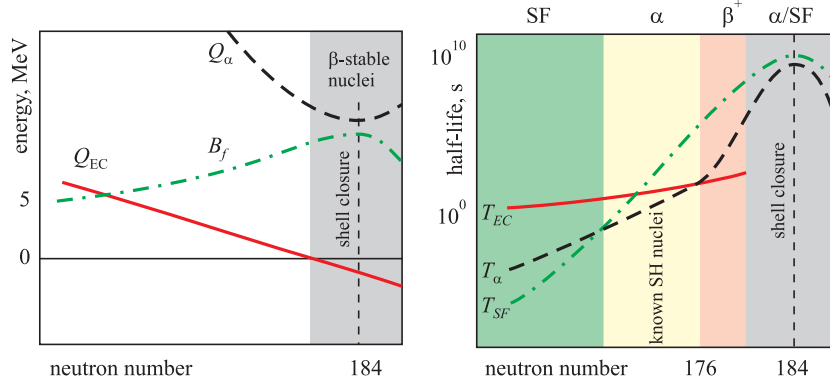 energy, MeV
Qα
β-stable
nuclei
QEC
Bf
5
0
shell closure
neutron number
184
SF
α
β+
α/SF
half-life, s
10^10
10^0
TEC
Tα
TSF
known SH nuclei
shell closure
neutron number
176
184